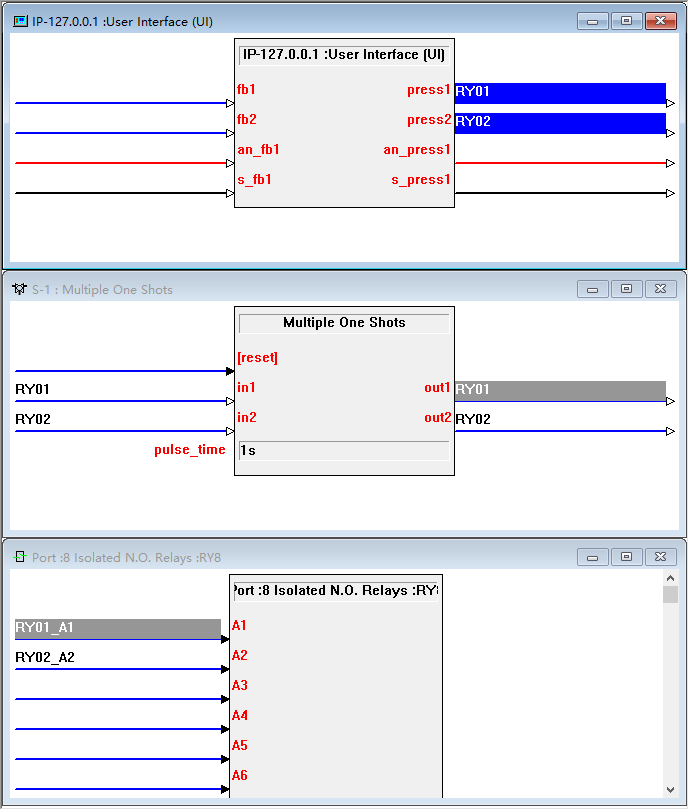 IP-127.0.0.1 :User Interface (UI)
IP-127.0.0.1 :User Interface (UI)
fb1 press1 RY01
fb2 press2 RY02
an_fb1 an_press1
s_fb1 s_press1
S-1 : Multiple One Shots
Multiple One Shots
[reset]
RY01 in1 out1 RY01
RY02 in2 out2 RY02
pulse_time 1s
Port :8 Isolated N.O. Relays :RY8
Port :8 Isolated N.O. Relays :RY8
RY01_A1 A1
RY02_A2 A2
A3
A4
A5
A6